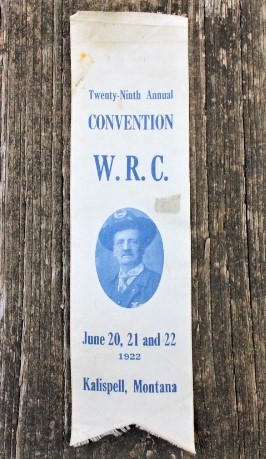 Twenty-Ninth Annual
CONVENTION
W. R. C.
June 20, 21 and 22
1922
Kalispell, Montana